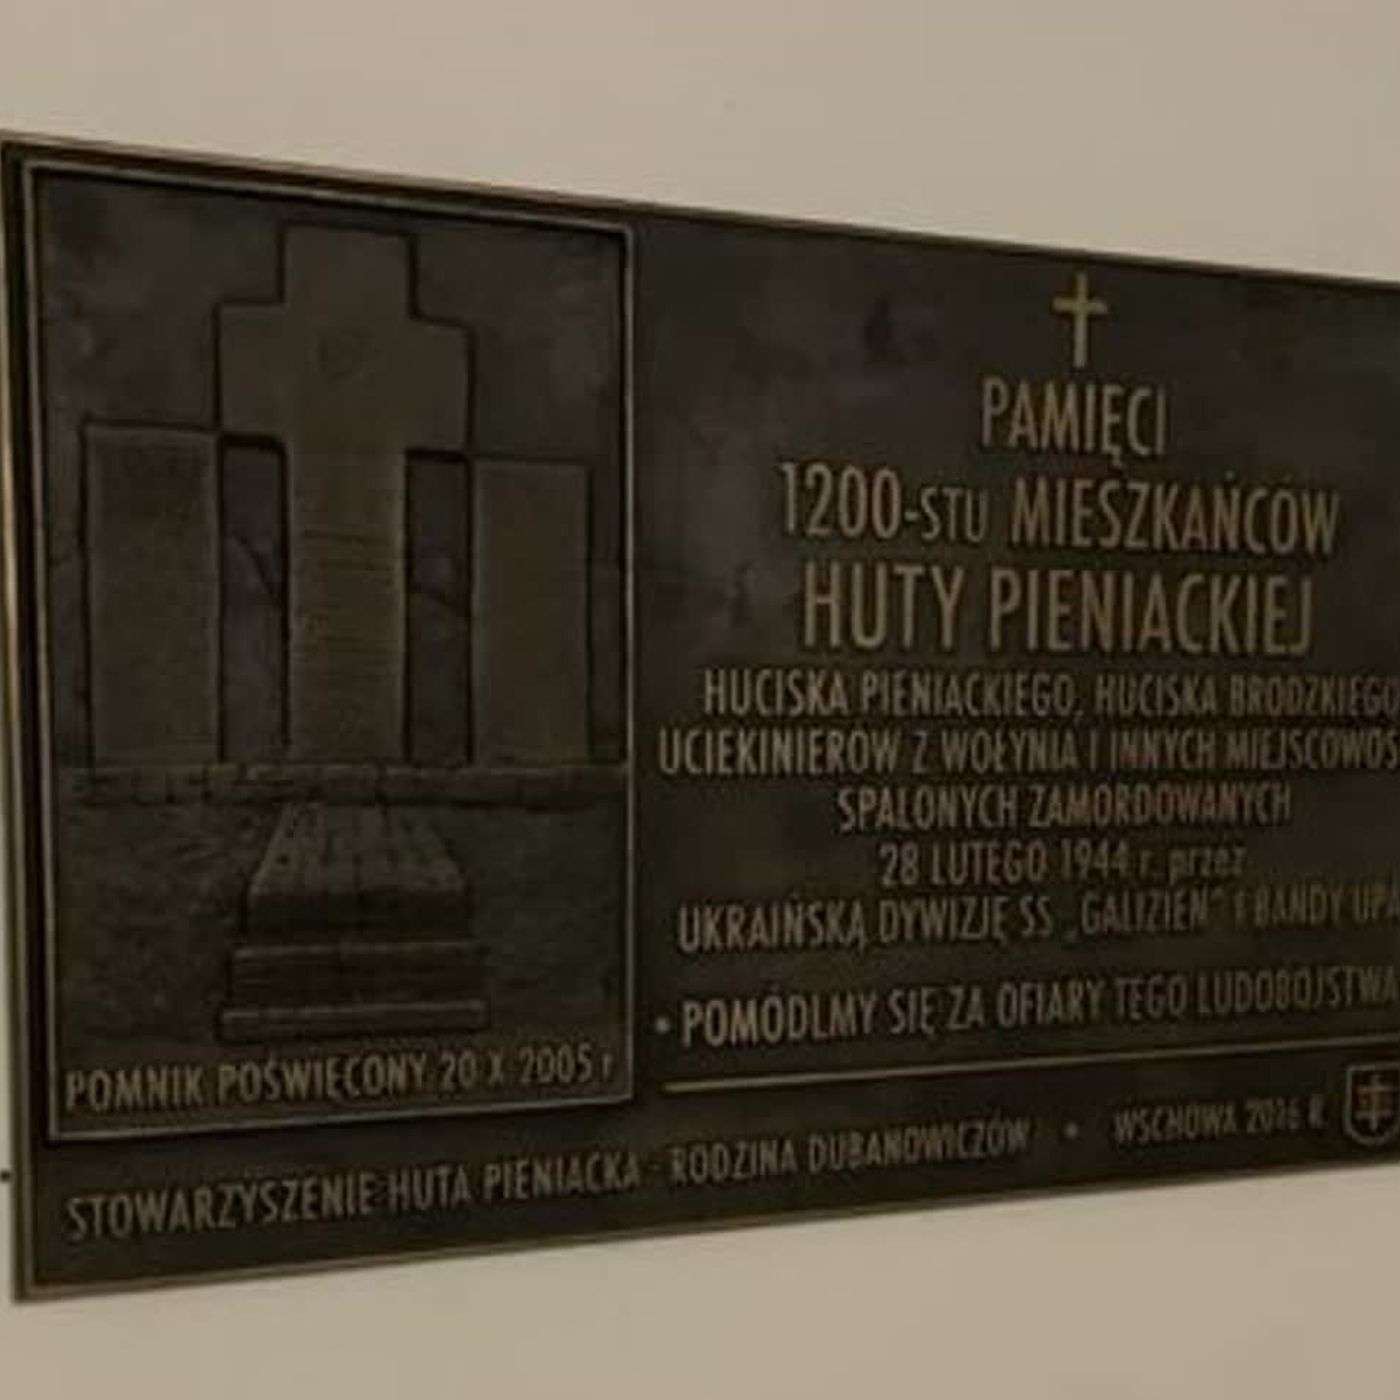 PAMIĘCI
1200-STU MIESZKAŃCÓW
HUTY PIENIACKIEJ
HUCISKA PIENIACKIEGO, HUCISKA BRODZKIEGO
UCIEKINIERÓW Z WOŁYNIA I INNYCH MIEJSCOWOŚ
SPALONYCH ZAMORDOWANYCH
28 LUTEGO 1944 r. przez
UKRAIŃSKĄ DYWIZJĘ SS „GALIZIEN" I BANDY UPA
• POMÓDLMY SIĘ ZA OFIARY TEGO LUDOBÓJSTWA
POMNIK POŚWIĘCONY 20 X 2005 r
STOWARZYSZENIE HUTA PIENIACKA - RODZINA DUBANOWICZÓW • WSCHOWA 2016 R.